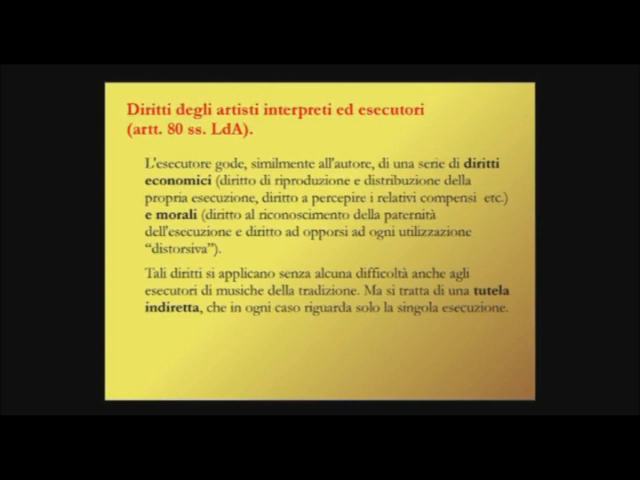 Diritti degli artisti interpreti ed esecutori
(artt. 80 ss. LdA).
L'esecutore gode, similmente all'autore, di una serie di diritti
economici (diritto di riproduzione e distribuzione della
propria esecuzione, diritto a percepire i relativi compensi etc.)
e morali (diritto al riconoscimento della paternità
dell'esecuzione e diritto ad opporsi ad ogni utilizzazione
“distorsiva”).
Tali diritti si applicano senza alcuna difficoltà anche agli
esecutori di musiche della tradizione. Ma si tratta di una tutela
indiretta, che in ogni caso riguarda solo la singola esecuzione.